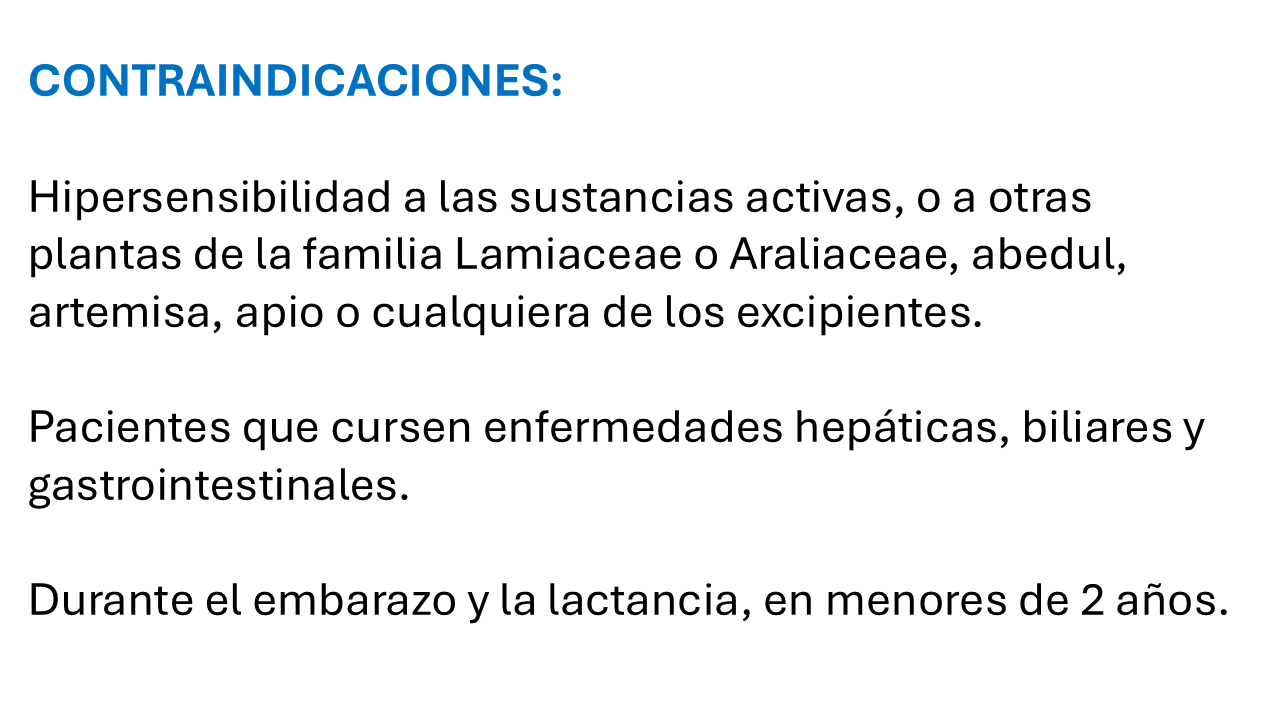 CONTRAINDICACIONES:
Hipersensibilidad a las sustancias activas, o a otras
plantas de la familia Lamiaceae o Araliaceae, abedul,
artemisa, apio o cualquiera de los excipientes.
Pacientes que cursen enfermedades hepáticas, biliares y
gastrointestinales.
Durante el embarazo y la lactancia, en menores de 2 años.